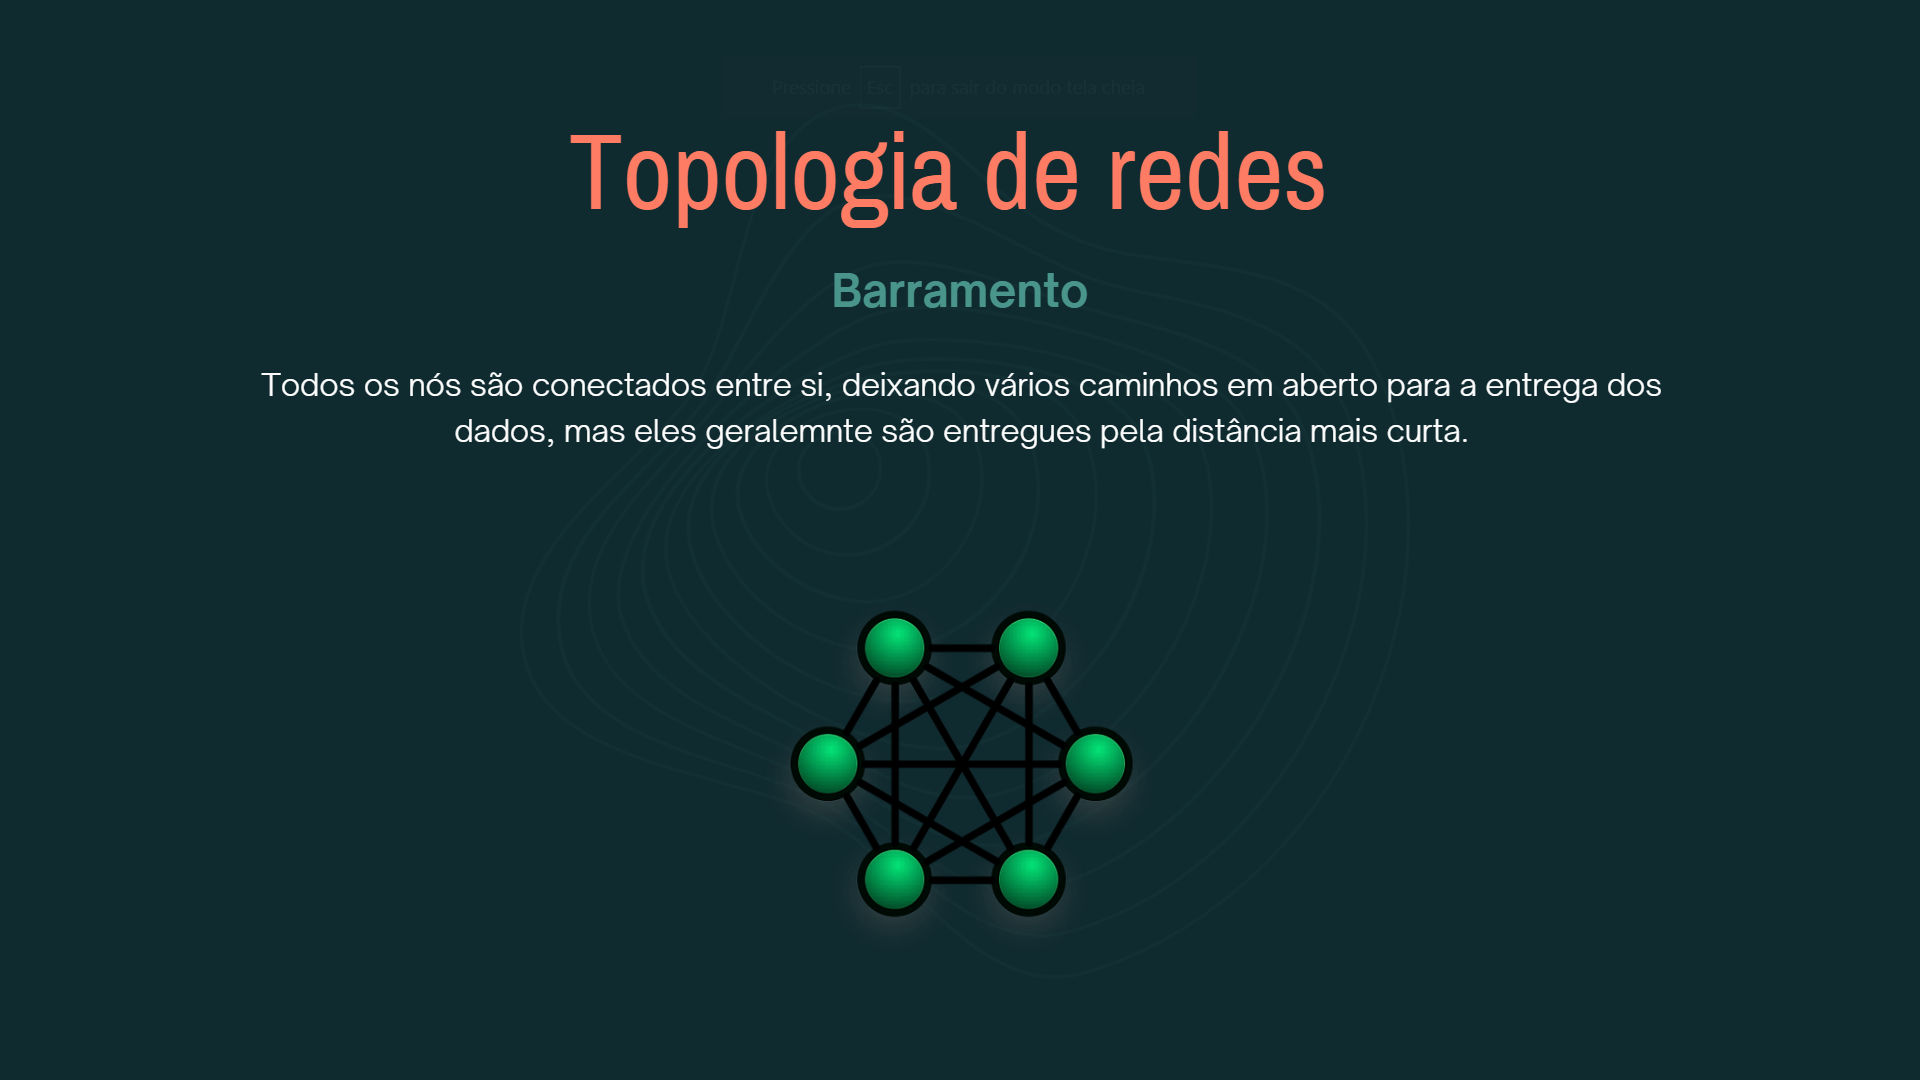 Pressione Esc para sair do modo tela cheia
Topologia de redes
Barramento
Todos os nós são conectados entre si, deixando vários caminhos em aberto para a entrega dos
dados, mas eles geralemnte são entregues pela distância mais curta.